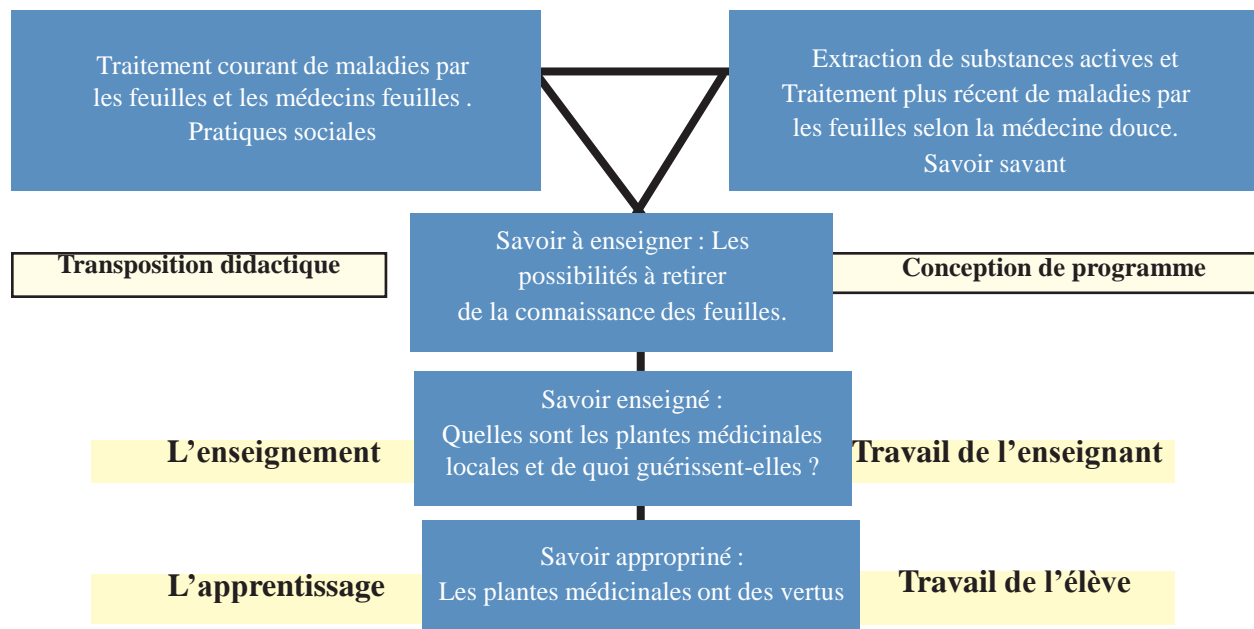 Traitement courant de maladies par
les feuilles et les médecins feuilles .
Pratiques sociales
Extraction de substances actives et
Traitement plus récent de maladies par
les feuilles selon la médecine douce.
Savoir savant
Transposition didactique
Savoir à enseigner : Les
possibilités à retirer
de la connaissance des feuilles.
Conception de programme
L’enseignement
Savoir enseigné :
Quelles sont les plantes médicinales
locales et de quoi guérissent-elles ?
Travail de l’enseignant
L’apprentissage
Savoir approprîné :
Les plantes médicinales ont des vertus
Travail de l’élève